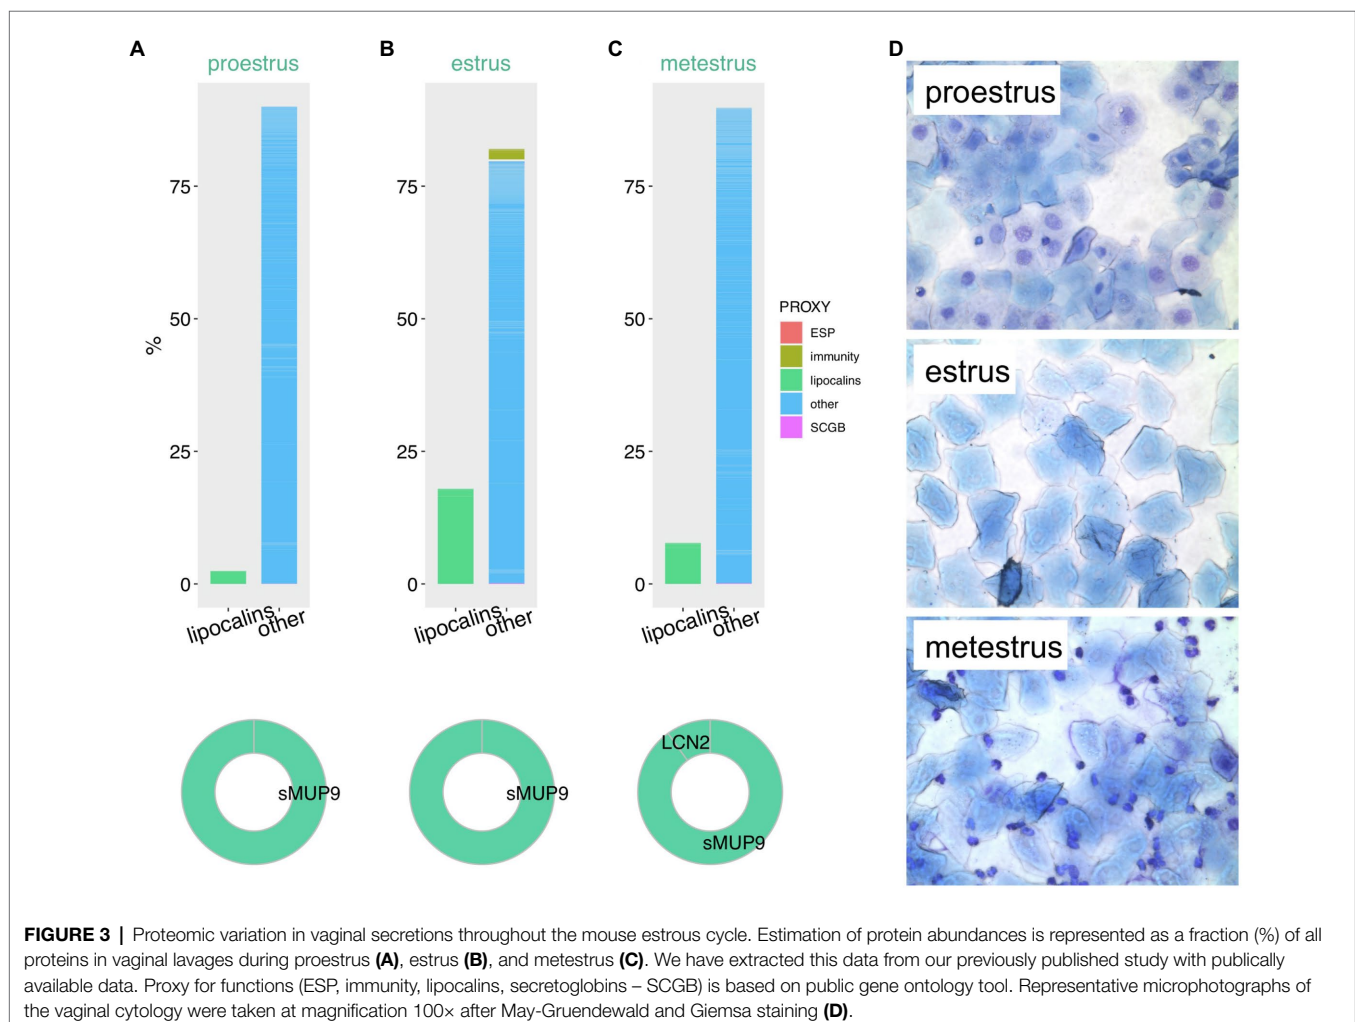 A
B
C
D
proestrus
estrus
metestrus
75
50
25
0
%
lipocalins
other
75
50
25
0
lipocalins
other
75
50
25
0
lipocalins
other
PROXY
ESP
immunity
lipocalins
other
SCGB
proestrus
estrus
metestrus
sMUP9
sMUP9
LCN2
sMUP9
FIGURE 3 | Proteomic variation in vaginal secretions throughout the mouse estrous cycle. Estimation of protein abundances is represented as a fraction (%) of all
proteins in vaginal lavages during proestrus (A), estrus (B), and metestrus (C). We have extracted this data from our previously published study with publically
available data. Proxy for functions (ESP, immunity, lipocalins, secretoglobins – SCGB) is based on public gene ontology tool. Representative microphotographs of
the vaginal cytology were taken at magnification 100× after May-Gruendewald and Giemsa staining (D).